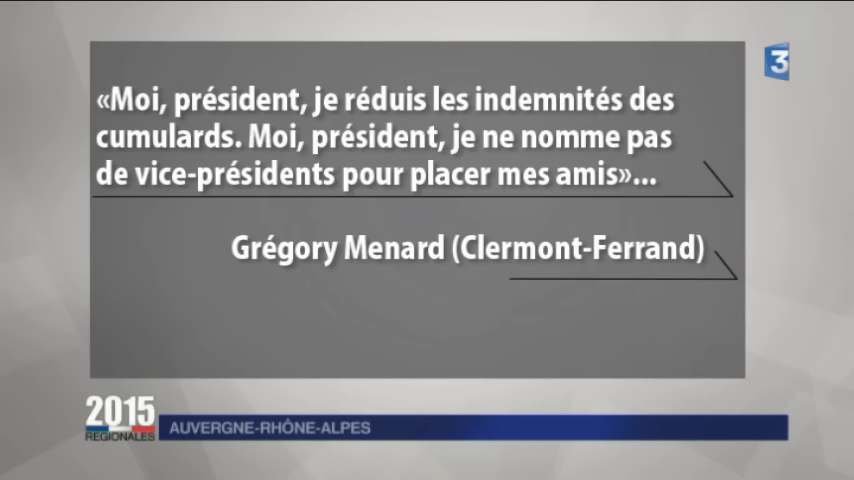 «Moi, président, je réduis les indemnités des
cumulards. Moi, président, je ne nomme pas
de vice-présidents pour placer mes amis»...
Grégory Menard (Clermont-Ferrand)
3
2015
REGIONALES
AUVERGNE-RHÔNE-ALPES